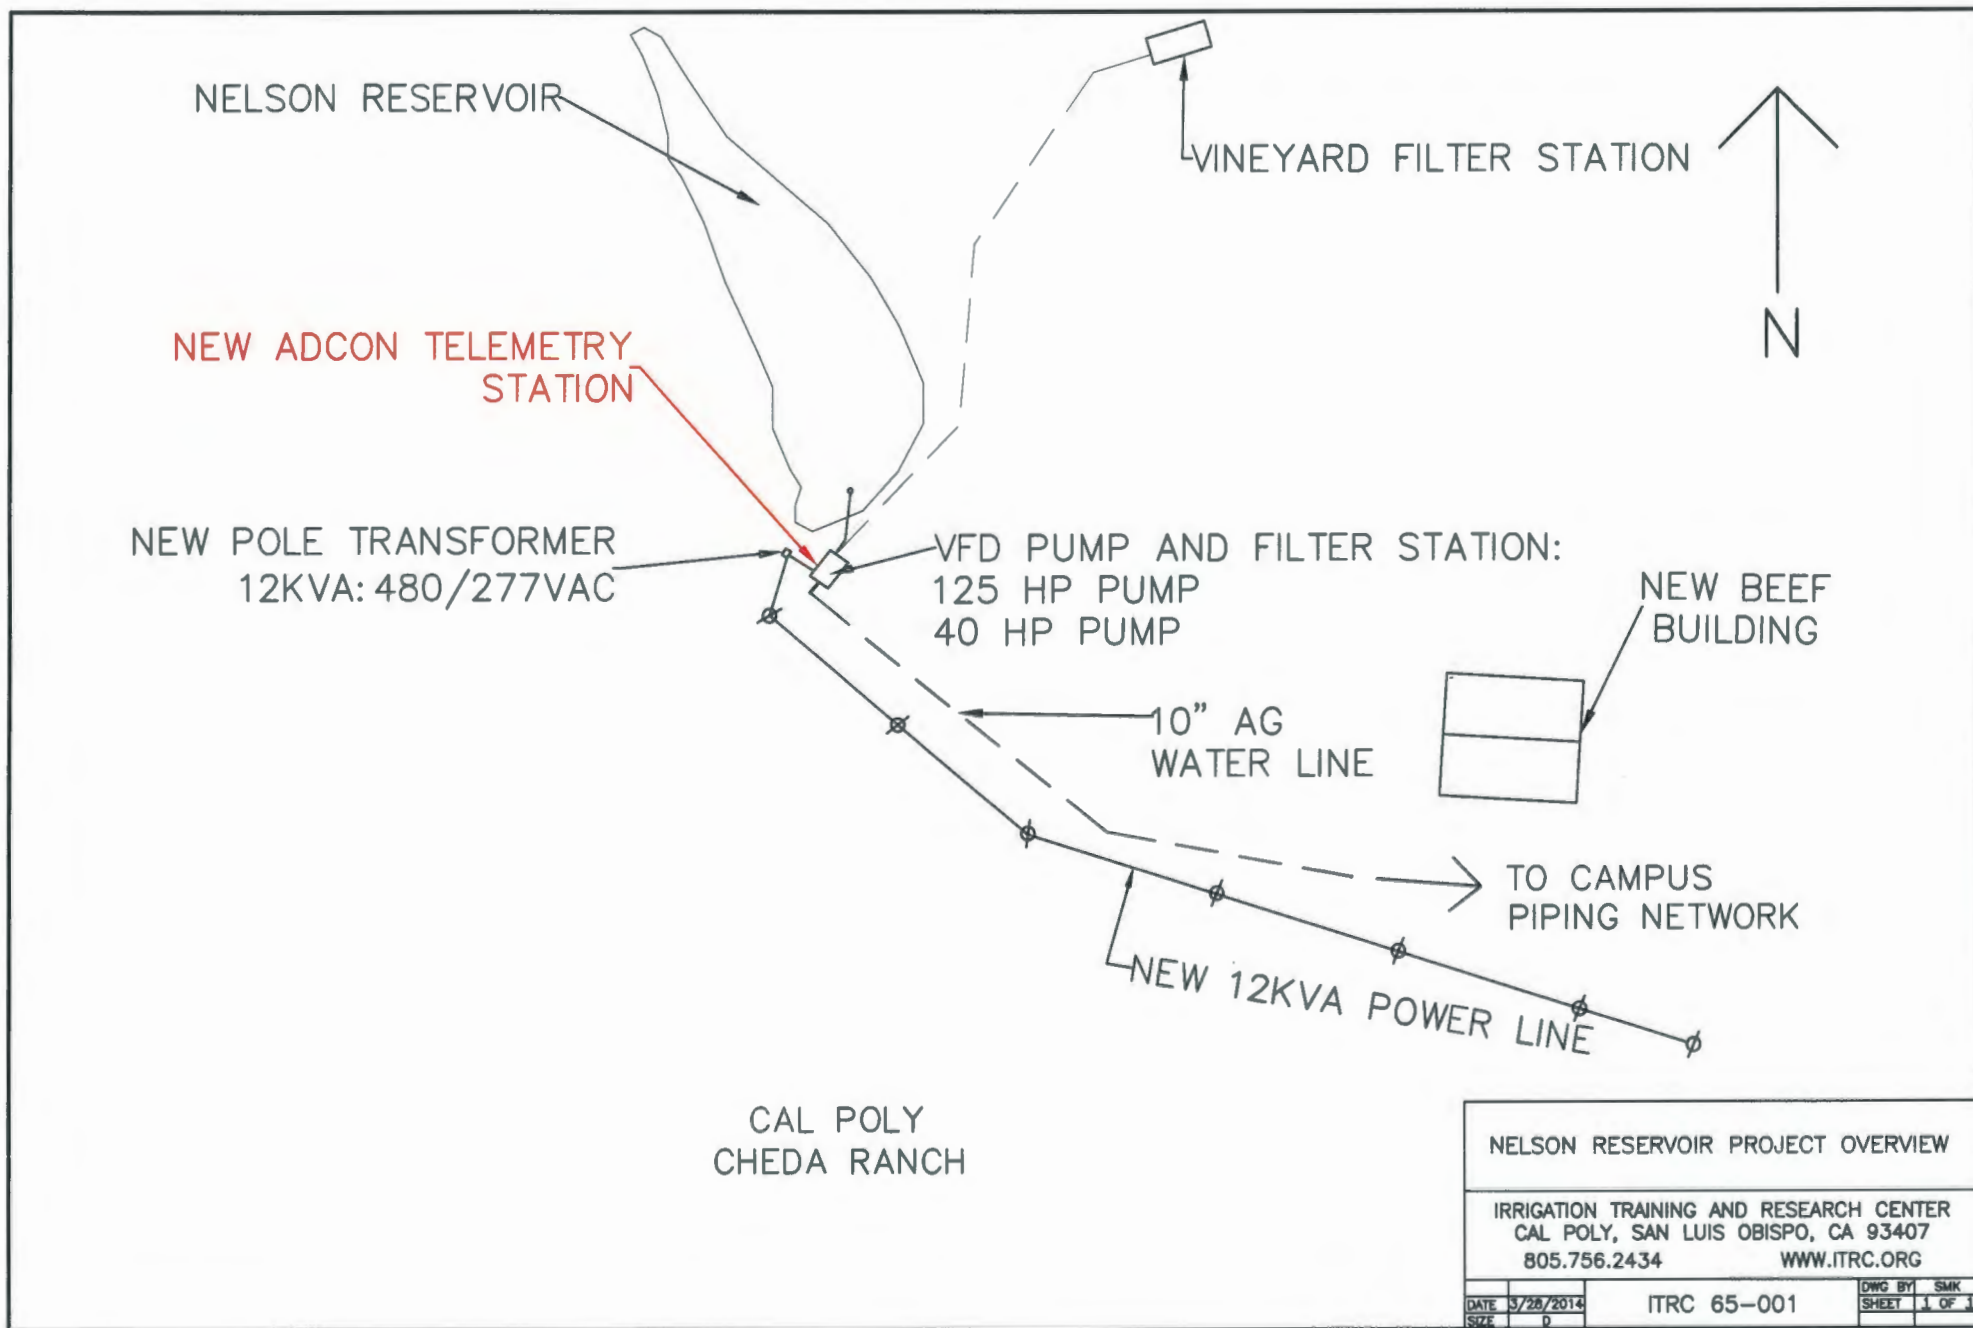 NELSON RESERVOIR
VINEYARD FILTER STATION
N
NEW ADCON TELEMETRY
STATION
NEW POLE TRANSFORMER
12KVA: 480/277VAC
VFD PUMP AND FILTER STATION:
125 HP PUMP
40 HP PUMP
NEW BEEF
BUILDING
10" AG
WATER LINE
TO CAMPUS
PIPING NETWORK
NEW 12KVA POWER LINE
CAL POLY
CHEDA RANCH
NELSON RESERVOIR PROJECT OVERVIEW
IRRIGATION TRAINING AND RESEARCH CENTER
CAL POLY, SAN LUIS OBISPO, CA 93407
805.756.2434 WWW.ITRC.ORG
DATE 3/28/2014
SIZE D
ITRC 65-001
DWG BY SMK
SHEET 1 OF 1